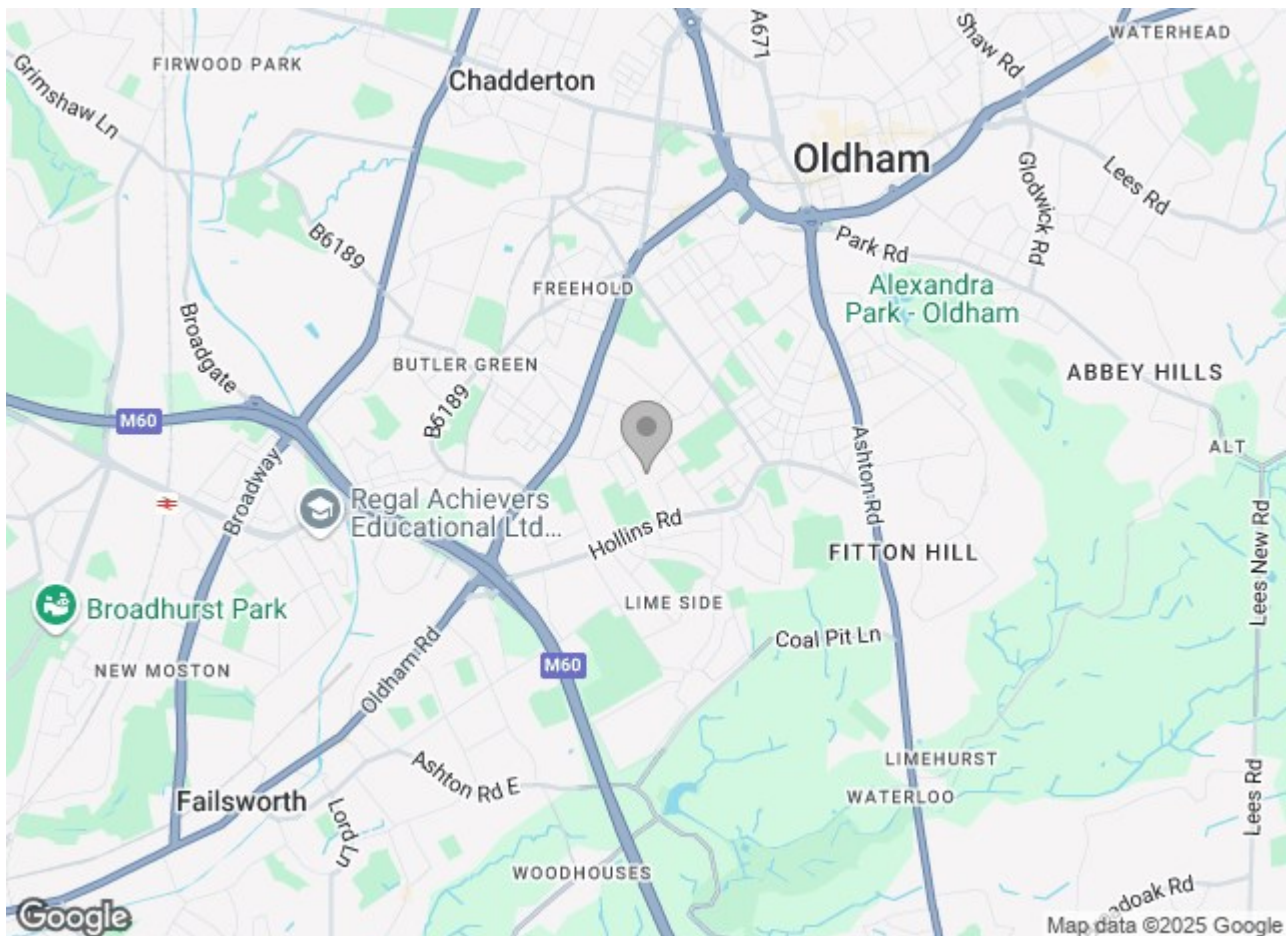 WATERHEAD
Shaw Rd
A671
FIRWOOD PARK
Grimshaw Ln
Chadderton
Oldham
Lees Rd
Glodwick Rd
B6189
Park Rd
FREEHOLD
Alexandra
Park - Oldham
Broadgate
BUTLER GREEN
ABBEY HILLS
B6189
M60
ALT
Ashton Rd
Broadway
Regal Achievers
Educational Ltd...
Hollins Rd
FITTON HILL
Lees New Rd
Broadhurst Park
LIME SIDE
Coal Pit Ln
NEW MOSTON
Oldham Rd
M60
LIMEHURST
Ashton Rd E
WATERLOO
Failsworth
Lord Ln
Lees Rd
WOODHOUSES
Google
Map data ©2025 Google